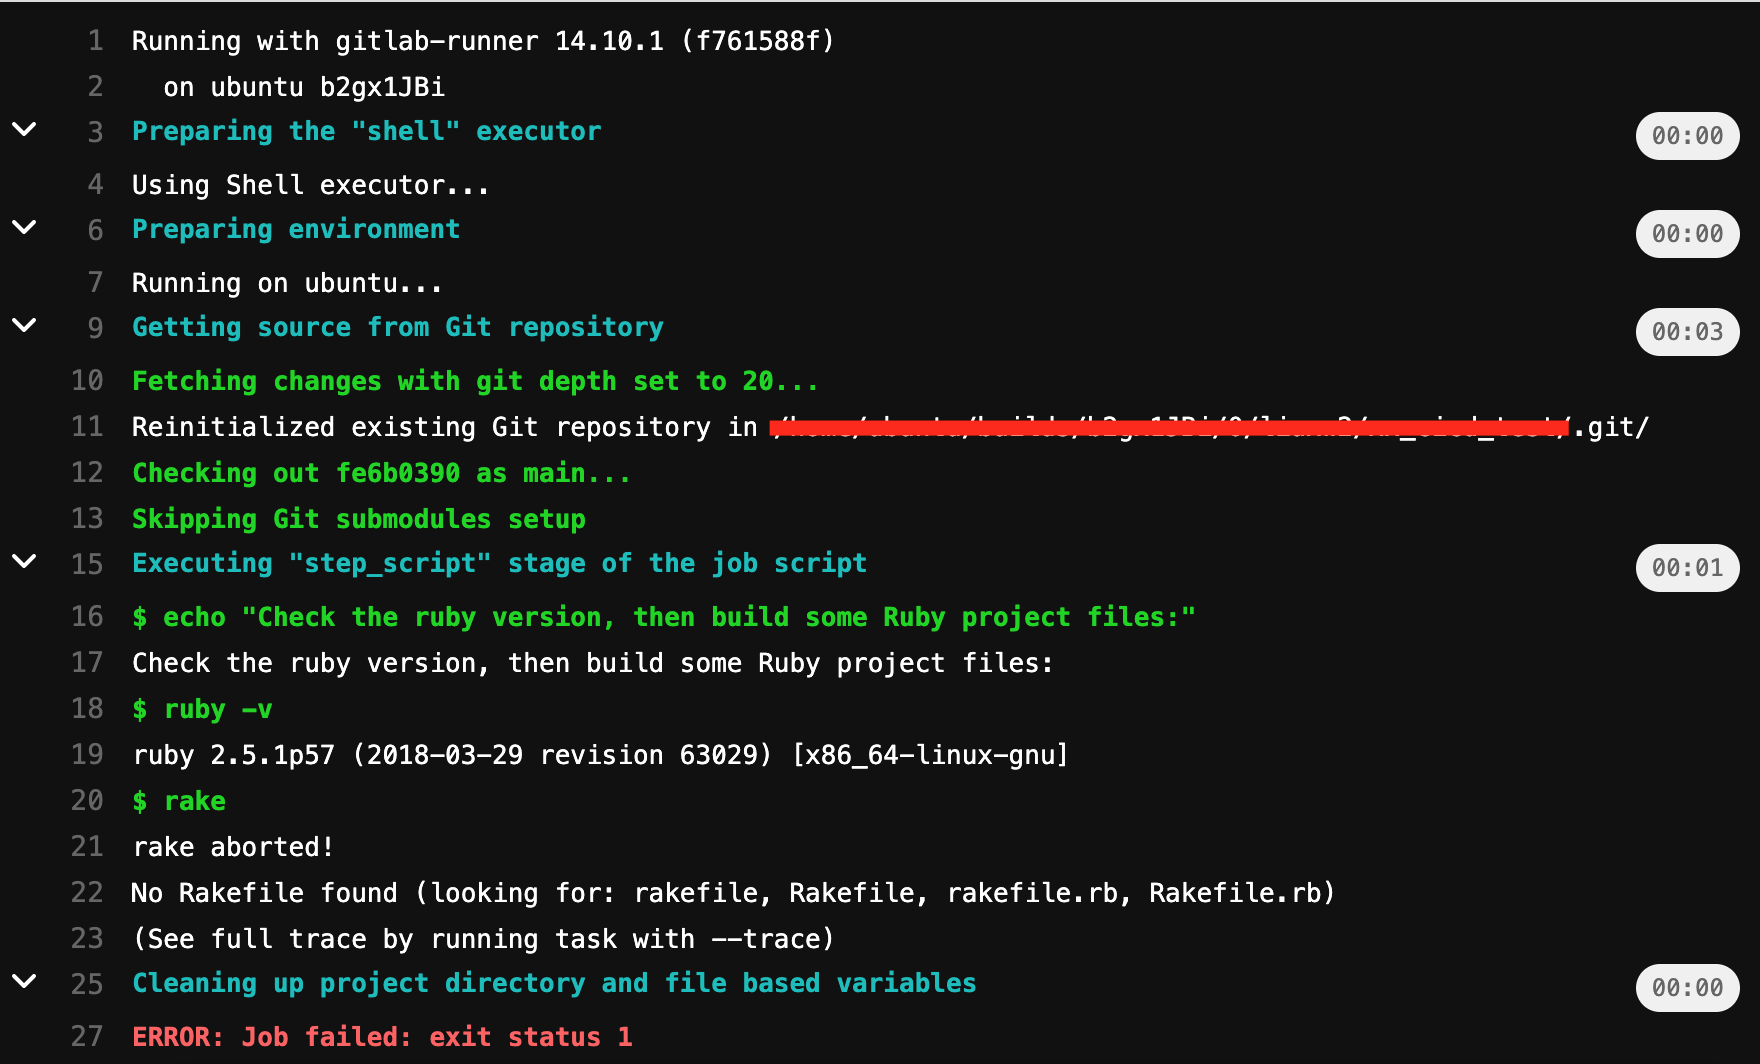 1 Running with gitlab-runner 14.10.1 (f761588f)
2 on ubuntu b2gx1JBi
3 Preparing the "shell" executor 00:00
4 Using Shell executor...
6 Preparing environment 00:00
7 Running on ubuntu...
9 Getting source from Git repository 00:03
10 Fetching changes with git depth set to 20...
11 Reinitialized existing Git repository in .git/
12 Checking out fe6b0390 as main...
13 Skipping Git submodules setup
15 Executing "step_script" stage of the job script 00:01
16 $ echo "Check the ruby version, then build some Ruby project files:"
17 Check the ruby version, then build some Ruby project files:
18 $ ruby -v
19 ruby 2.5.1p57 (2018-03-29 revision 63029) [x86_64-linux-gnu]
20 $ rake
21 rake aborted!
22 No Rakefile found (looking for: rakefile, Rakefile, rakefile.rb, Rakefile.rb)
23 (See full trace by running task with --trace)
25 Cleaning up project directory and file based variables 00:00
27 ERROR: Job failed: exit status 1